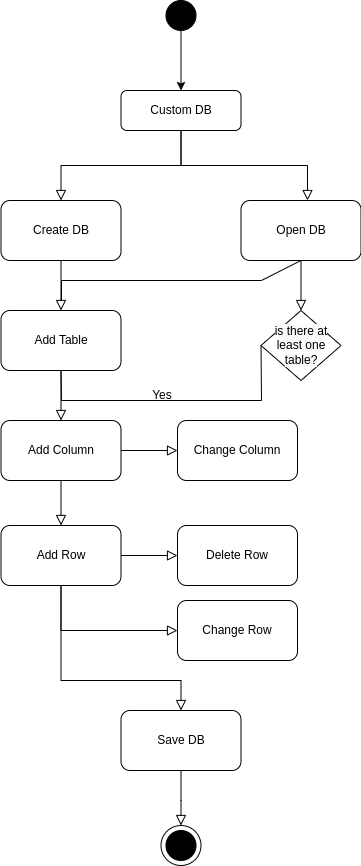 Custom DB
Create DB
Open DB
Add Table
is there at
least one
table?
Yes
Add Column
Change Column
Add Row
Delete Row
Change Row
Save DB